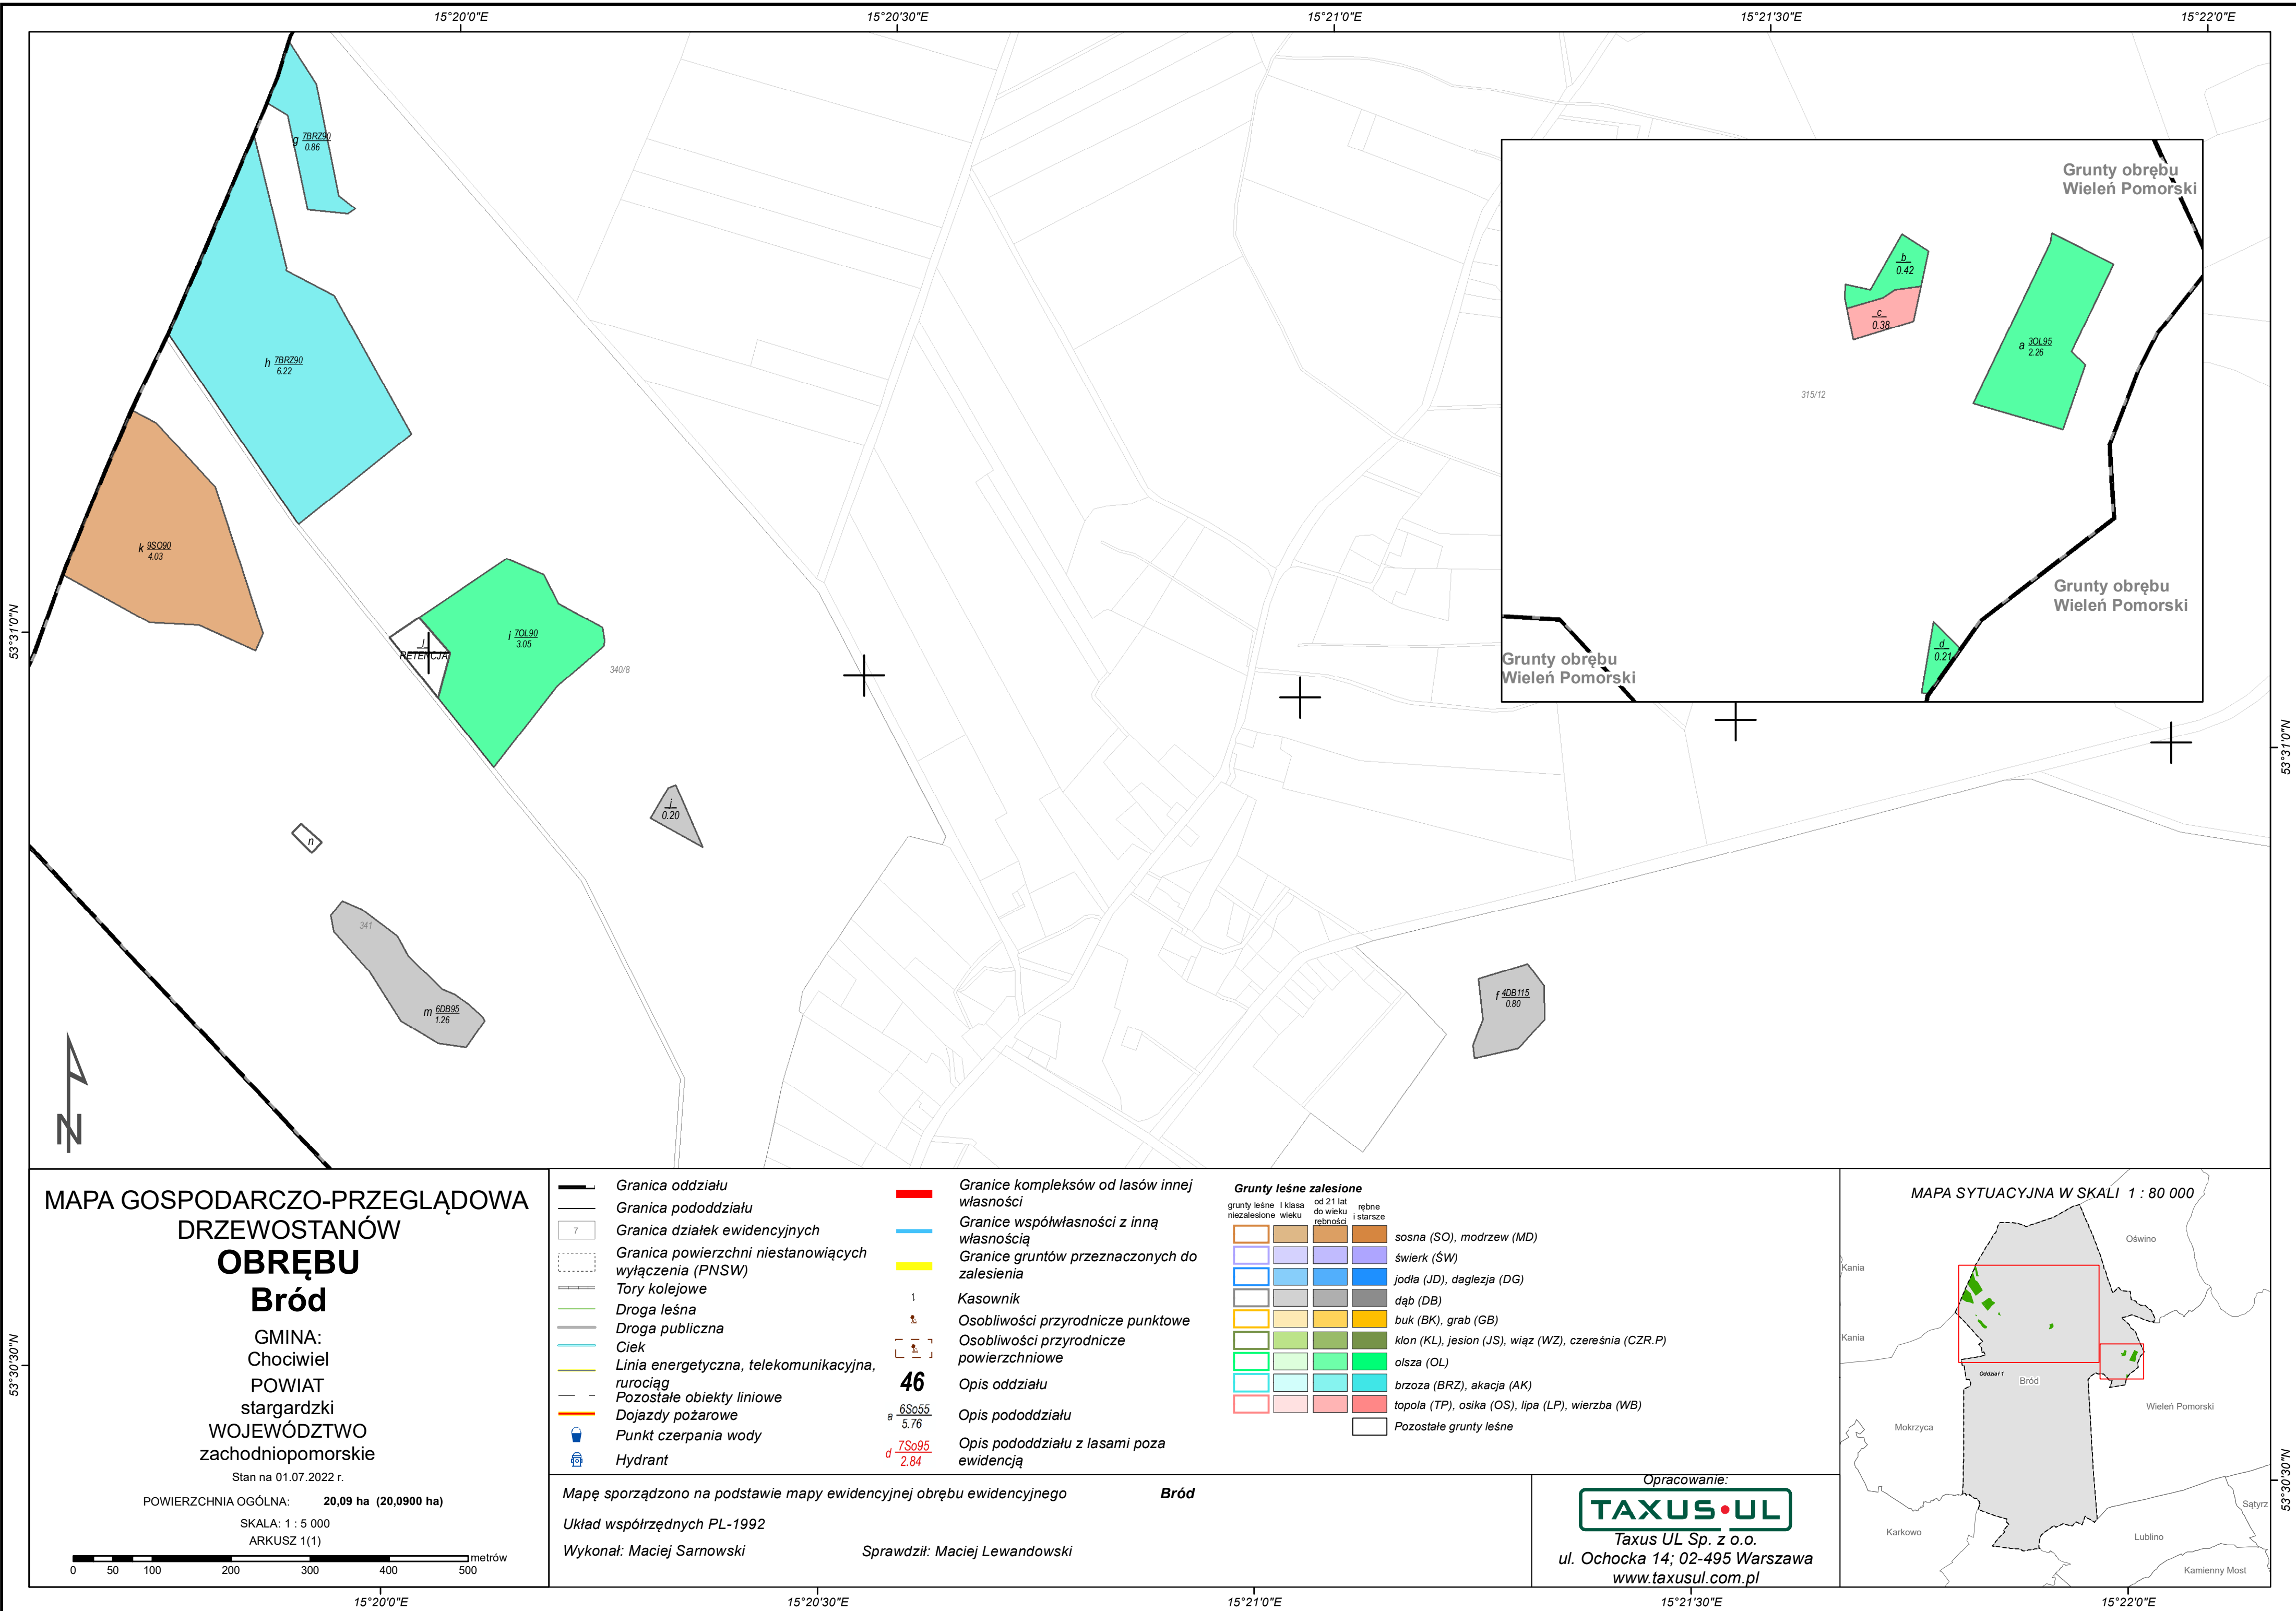 15°20'0"E
15°20'30"E
15°21'0"E
15°21'30"E
15°22'0"E
g 7BRZ90
0.86
h 7BRZ90
6.22
k 9SO90
4.03
i 7OL90
3.05
l
RETENCJA
340/8
j
0.20
n
341
m 6DB95
1.26
f 4DB115
0.80
Grunty obrębu
Wieleń Pomorski
b
0.42
c
0.38
a 3OL95
2.26
315/12
Grunty obrębu
Wieleń Pomorski
d
0.21
Grunty obrębu
Wieleń Pomorski
53°31'0"N
53°31'0"N
53°30'30"N
53°30'30"N
N
MAPA GOSPODARCZO-PRZEGLĄDOWA
DRZEWOSTANÓW
OBRĘBU
Bród
GMINA:
Chociwiel
POWIAT
stargardzki
WOJEWÓDZTWO
zachodniopomorskie
Stan na 01.07.2022 r.
POWIERZCHNIA OGÓLNA: 20,09 ha (20,0900 ha)
SKALA: 1 : 5 000
ARKUSZ 1(1)
metrów
0 50 100 200 300 400 500
Granica oddziału
Granica pododdziału
7 Granica działek ewidencyjnych
Granica powierzchni niestanowiących
wyłączenia (PNSW)
Tory kolejowe
Droga leśna
Droga publiczna
Ciek
Linia energetyczna, telekomunikacyjna,
rurociąg
Pozostałe obiekty liniowe
Dojazdy pożarowe
Punkt czerpania wody
Hydrant
Granice kompleksów od lasów innej
własności
Granice współwłasności z inną
własnością
Granice gruntów przeznaczonych do
zalesienia
Kasownik
Osobliwości przyrodnicze punktowe
Osobliwości przyrodnicze
powierzchniowe
46 Opis oddziału
a 6So55
5.76
Opis pododdziału
d 7So95
2.84
Opis pododdziału z lasami poza
ewidencją
Grunty leśne zalesione
grunty leśne
niezalesione
I klasa
wieku
od 21 lat
do wieku
rębności
rębne
i starsze
sosna (SO), modrzew (MD)
świerk (ŚW)
jodła (JD), daglezja (DG)
dąb (DB)
buk (BK), grab (GB)
klon (KL), jesion (JS), wiąz (WZ), czereśnia (CZR.P)
olsza (OL)
brzoza (BRZ), akacja (AK)
topola (TP), osika (OS), lipa (LP), wierzba (WB)
Pozostałe grunty leśne
Mapę sporządzono na podstawie mapy ewidencyjnej obrębu ewidencyjnego Bród
Układ współrzędnych PL-1992
Wykonał: Maciej Sarnowski Sprawdził: Maciej Lewandowski
Opracowanie:
TAXUS•UL
Taxus UL Sp. z o.o.
ul. Ochocka 14; 02-495 Warszawa
www.taxusul.com.pl
MAPA SYTUACYJNA W SKALI 1 : 80 000
Oświno
Kania
Kania
Oddział 1
Bród
Wieleń Pomorski
Mokrzyca
Sątyrz
Karkowo
Lublino
Kamienny Most
15°20'0"E
15°20'30"E
15°21'0"E
15°21'30"E
15°22'0"E